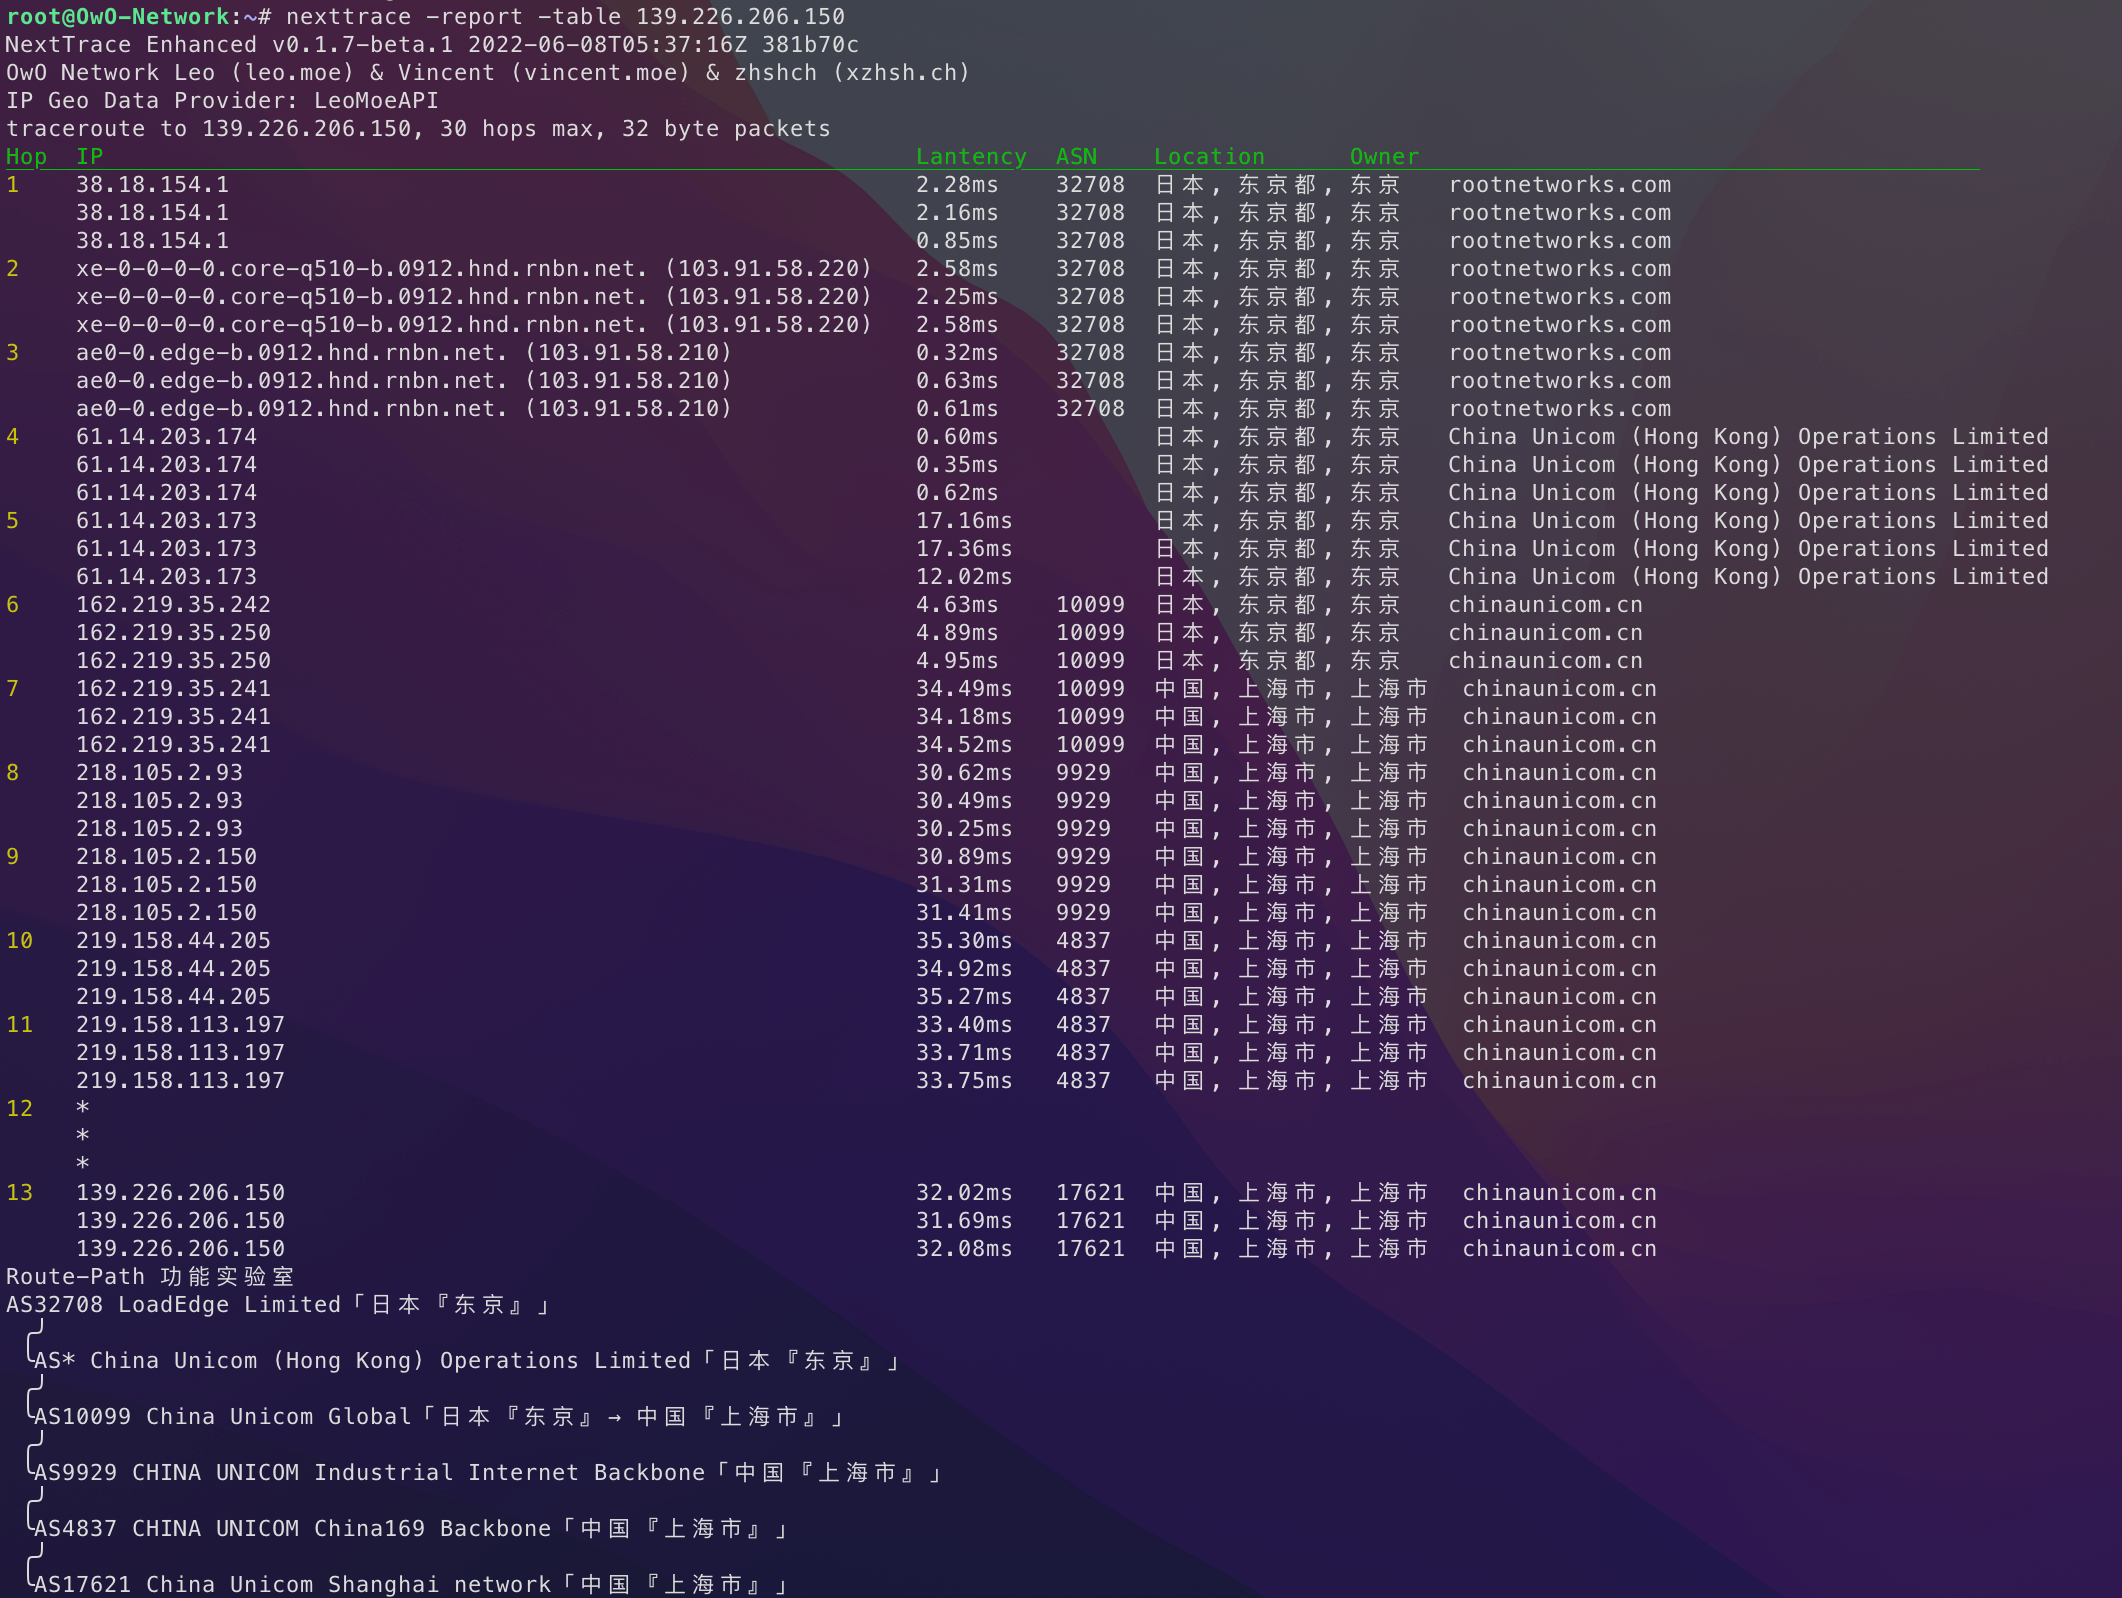 root@OwO-Network:~# nexttrace -report -table 139.226.206.150
NextTrace Enhanced v0.1.7-beta.1 2022-06-08T05:37:16Z 381b70c
OwO Network Leo (leo.moe) & Vincent (vincent.moe) & zhshch (xzhsh.ch)
IP Geo Data Provider: LeoMoeAPI
traceroute to 139.226.206.150, 30 hops max, 32 byte packets
Hop IP Lantency ASN Location Owner
1 38.18.154.1 2.28ms 32708 日本, 东京都, 东京 rootnetworks.com
38.18.154.1 2.16ms 32708 日本, 东京都, 东京 rootnetworks.com
38.18.154.1 0.85ms 32708 日本, 东京都, 东京 rootnetworks.com
2 xe-0-0-0-0.core-q510-b.0912.hnd.rnbn.net. (103.91.58.220) 2.58ms 32708 日本, 东京都, 东京 rootnetworks.com
xe-0-0-0-0.core-q510-b.0912.hnd.rnbn.net. (103.91.58.220) 2.25ms 32708 日本, 东京都, 东京 rootnetworks.com
xe-0-0-0-0.core-q510-b.0912.hnd.rnbn.net. (103.91.58.220) 2.58ms 32708 日本, 东京都, 东京 rootnetworks.com
3 ae0-0.edge-b.0912.hnd.rnbn.net. (103.91.58.210) 0.32ms 32708 日本, 东京都, 东京 rootnetworks.com
ae0-0.edge-b.0912.hnd.rnbn.net. (103.91.58.210) 0.63ms 32708 日本, 东京都, 东京 rootnetworks.com
ae0-0.edge-b.0912.hnd.rnbn.net. (103.91.58.210) 0.61ms 32708 日本, 东京都, 东京 rootnetworks.com
4 61.14.203.174 0.60ms 日本, 东京都, 东京 China Unicom (Hong Kong) Operations Limited
61.14.203.174 0.35ms 日本, 东京都, 东京 China Unicom (Hong Kong) Operations Limited
61.14.203.174 0.62ms 日本, 东京都, 东京 China Unicom (Hong Kong) Operations Limited
5 61.14.203.173 17.16ms 日本, 东京都, 东京 China Unicom (Hong Kong) Operations Limited
61.14.203.173 17.36ms 日本, 东京都, 东京 China Unicom (Hong Kong) Operations Limited
61.14.203.173 12.02ms 日本, 东京都, 东京 China Unicom (Hong Kong) Operations Limited
6 162.219.35.242 4.63ms 10099 日本, 东京都, 东京 chinaunicom.cn
162.219.35.250 4.89ms 10099 日本, 东京都, 东京 chinaunicom.cn
162.219.35.250 4.95ms 10099 日本, 东京都, 东京 chinaunicom.cn
7 162.219.35.241 34.49ms 10099 中国, 上海市, 上海市 chinaunicom.cn
162.219.35.241 34.18ms 10099 中国, 上海市, 上海市 chinaunicom.cn
162.219.35.241 34.52ms 10099 中国, 上海市, 上海市 chinaunicom.cn
8 218.105.2.93 30.62ms 9929 中国, 上海市, 上海市 chinaunicom.cn
218.105.2.93 30.49ms 9929 中国, 上海市, 上海市 chinaunicom.cn
218.105.2.93 30.25ms 9929 中国, 上海市, 上海市 chinaunicom.cn
9 218.105.2.150 30.89ms 9929 中国, 上海市, 上海市 chinaunicom.cn
218.105.2.150 31.31ms 9929 中国, 上海市, 上海市 chinaunicom.cn
218.105.2.150 31.41ms 9929 中国, 上海市, 上海市 chinaunicom.cn
10 219.158.44.205 35.30ms 4837 中国, 上海市, 上海市 chinaunicom.cn
219.158.44.205 34.92ms 4837 中国, 上海市, 上海市 chinaunicom.cn
219.158.44.205 35.27ms 4837 中国, 上海市, 上海市 chinaunicom.cn
11 219.158.113.197 33.40ms 4837 中国, 上海市, 上海市 chinaunicom.cn
219.158.113.197 33.71ms 4837 中国, 上海市, 上海市 chinaunicom.cn
219.158.113.197 33.75ms 4837 中国, 上海市, 上海市 chinaunicom.cn
12 *
*
*
13 139.226.206.150 32.02ms 17621 中国, 上海市, 上海市 chinaunicom.cn
139.226.206.150 31.69ms 17621 中国, 上海市, 上海市 chinaunicom.cn
139.226.206.150 32.08ms 17621 中国, 上海市, 上海市 chinaunicom.cn
Route-Path 功能实验室
AS32708 LoadEdge Limited「日本『东京』」
AS* China Unicom (Hong Kong) Operations Limited「日本『东京』」
AS10099 China Unicom Global「日本『东京』→ 中国『上海市』」
AS9929 CHINA UNICOM Industrial Internet Backbone「中国『上海市』」
AS4837 CHINA UNICOM China169 Backbone「中国『上海市』」
AS17621 China Unicom Shanghai network「中国『上海市』」